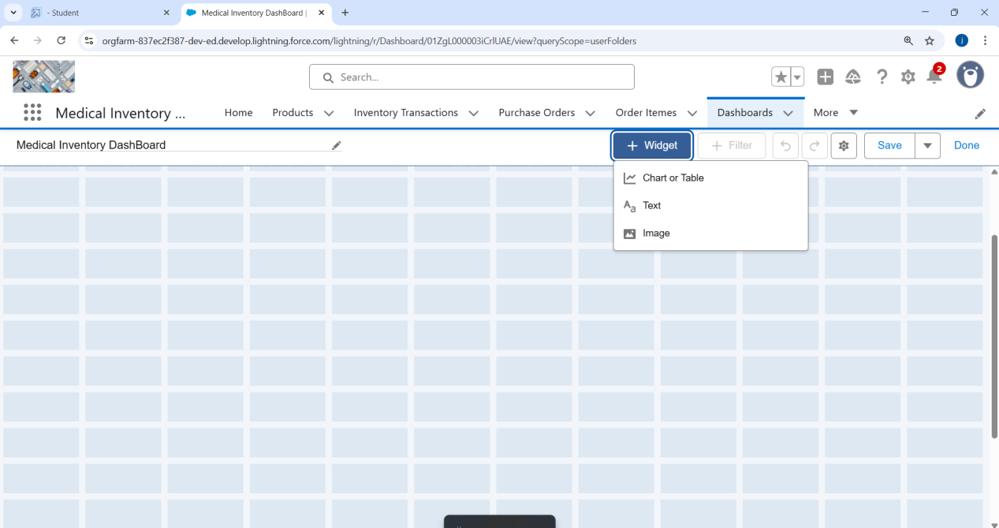 - Student
Medical Inventory DashBoard |
orgfarm-837ec2f387-dev-ed.develop.lightning.force.com/lightning/r/Dashboard/01ZgL000003iCrlUAE/view?queryScope=userFolders
j
Search...
2
Medical Inventory ...
Home
Products
Inventory Transactions
Purchase Orders
Order Itemes
Dashboards
More
Medical Inventory DashBoard
+ Widget
+ Filter
Save
Done
Chart or Table
Aa Text
Image